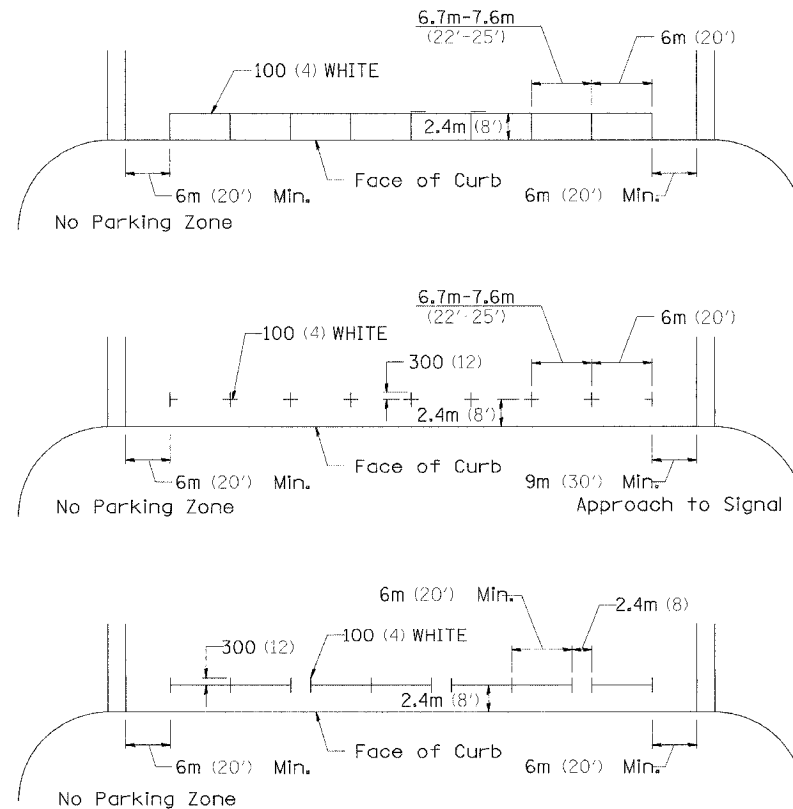 6.7m-7.6m
(22'-25')
6m (20')
100 (4) WHITE
2.4m (8')
6m (20') Min.
Face of Curb
6m (20') Min.
No Parking Zone
6.7m-7.6m
(22'-25')
6m (20')
100 (4) WHITE
300 (12)
2.4m (8')
Face of Curb
6m (20') Min.
9m (30') Min.
No Parking Zone
Approach to Signal
6m (20') Min.
2.4m (8)
300 (12)
100 (4) WHITE
2.4m (8')
Face of Curb
6m (20') Min.
6m (20') Min.
No Parking Zone